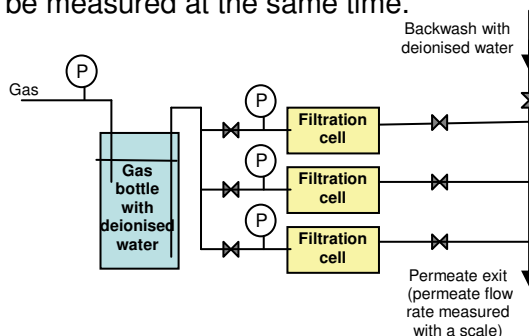 be measured at the same time.
Backwash with
deionised water
P
Gas
P
Filtration
cell
Gas
bottle
with
deionised
water
P
Filtration
cell
P
Filtration
cell
Permeate exit
(permeate flow
rate measured
with a scale)